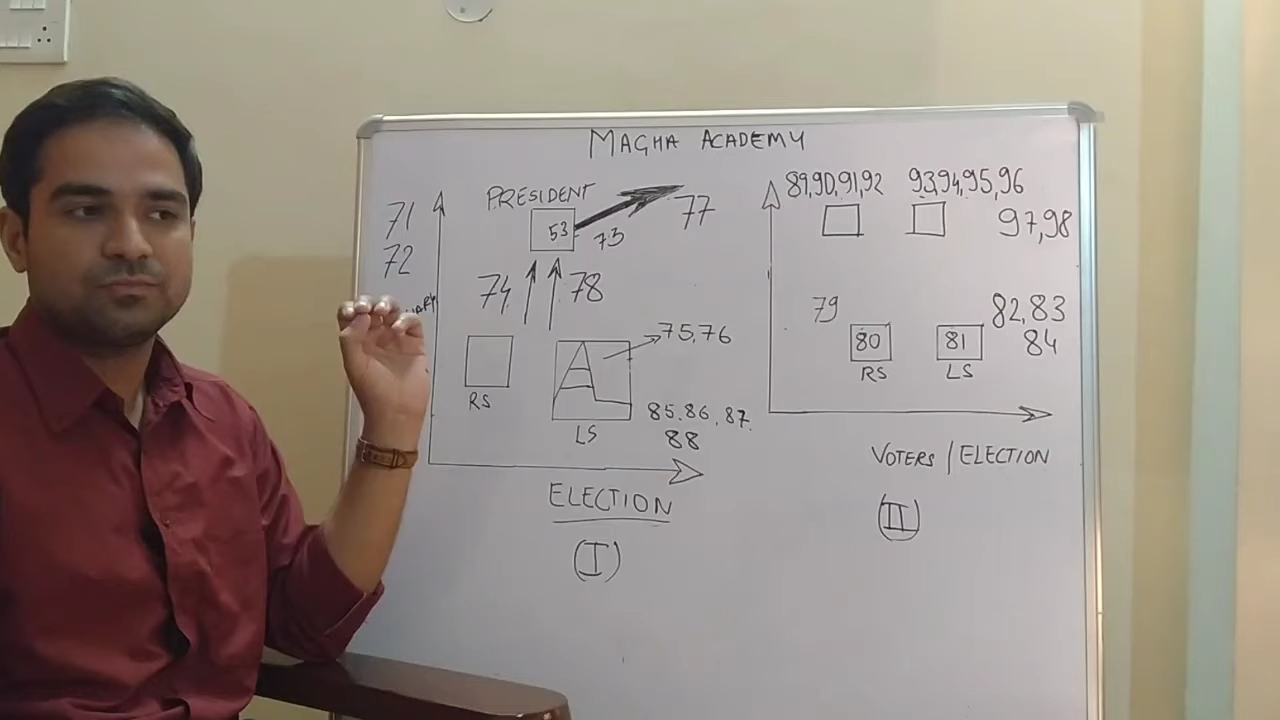 MAGHA ACADEMY
71
72
PRESIDENT
53
73
77
74
78
75,76
RS
LS
85.86,87.
88
ELECTION
(I)
89,90,91,92
93,94,95,96
97,98
79
80
81
82,83
84
RS
LS
VOTERS / ELECTION
(II)